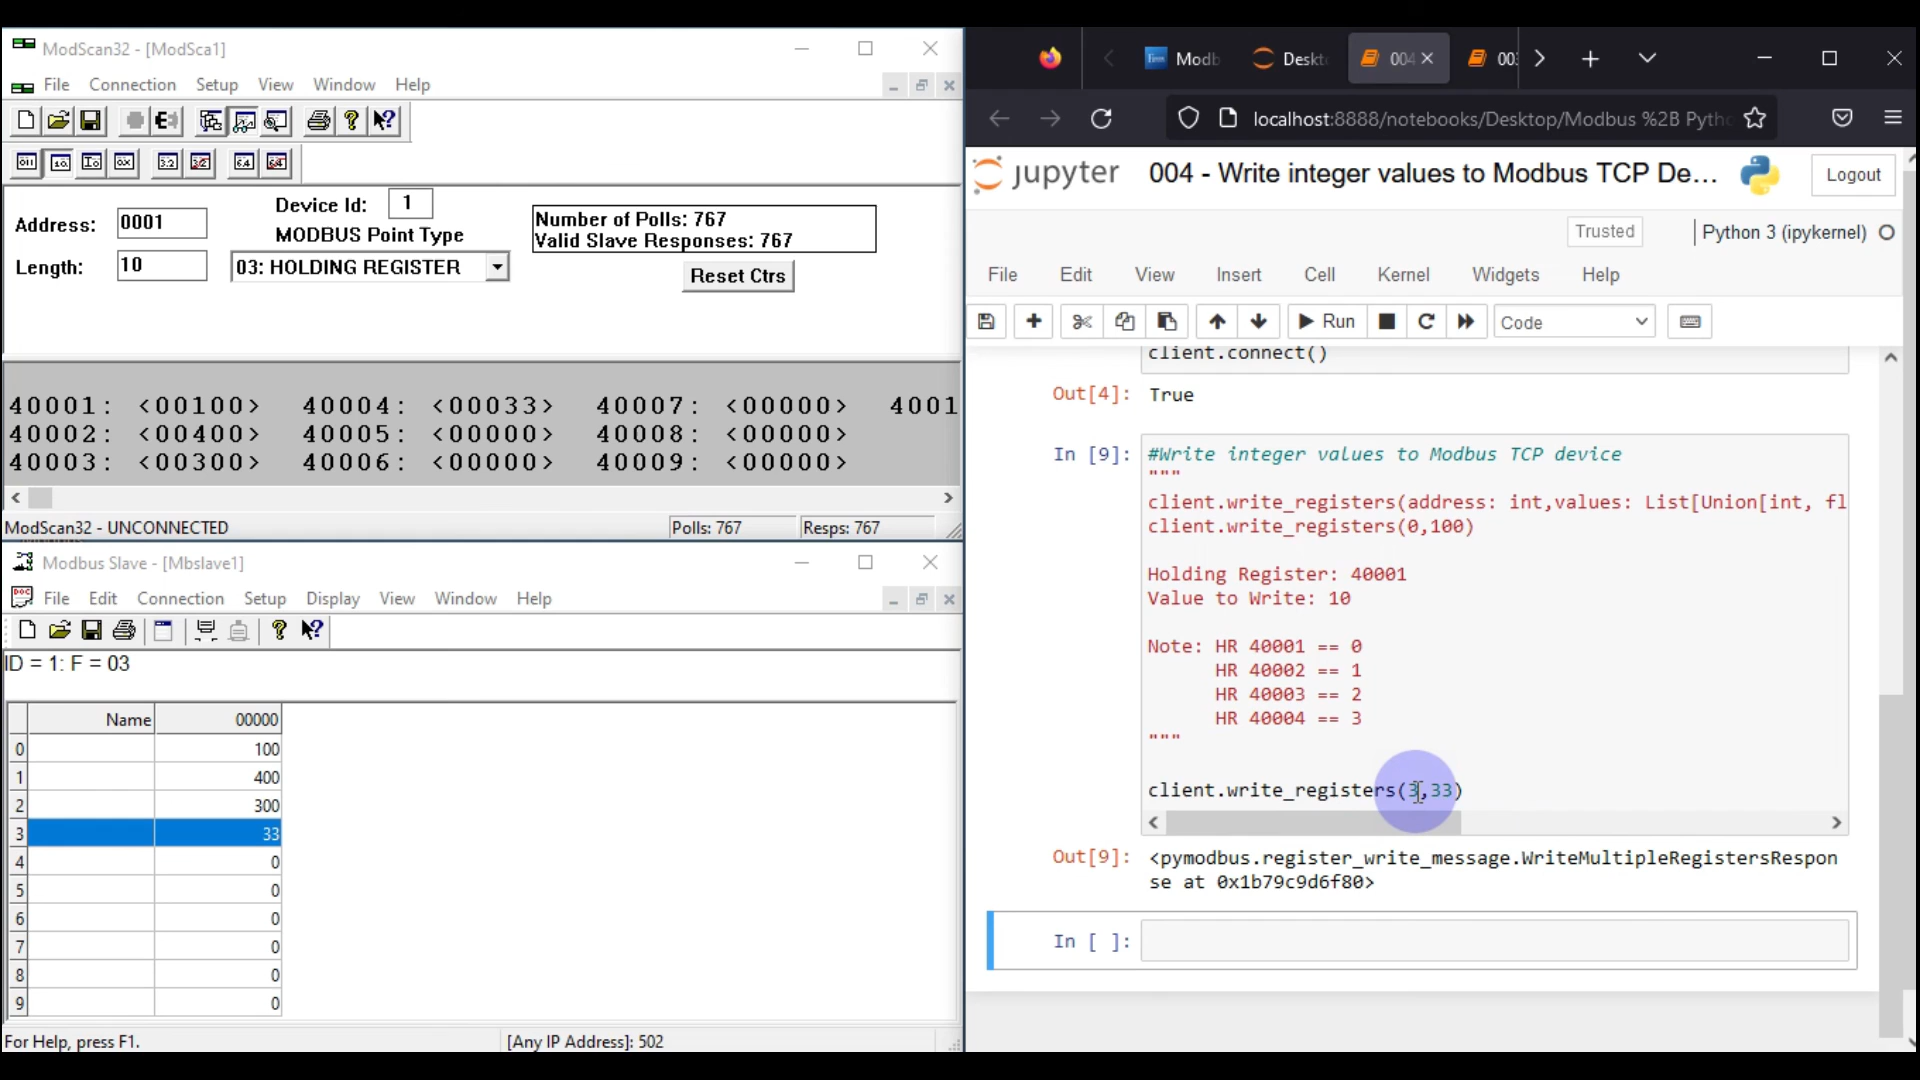 ModScan32 - [ModSca1]
File Connection Setup View Window Help
Address: 0001
Device Id: 1
MODBUS Point Type
Length: 10
03: HOLDING REGISTER
Number of Polls: 767
Valid Slave Responses: 767
Reset Ctrs
40001: <00100> 40004: <00033> 40007: <00000> 4001
40002: <00400> 40005: <00000> 40008: <00000>
40003: <00300> 40006: <00000> 40009: <00000>
ModScan32 - UNCONNECTED Polls: 767 Resps: 767
Modbus Slave - [Mbslave1]
File Edit Connection Setup Display View Window Help
ID = 1: F = 03
Name 00000
0 100
1 400
2 300
3 33
4 0
5 0
6 0
7 0
8 0
9 0
For Help, press F1. [Any IP Address]: 502
Modb Deskt 004 00
localhost:8888/notebooks/Desktop/Modbus %2B Pytho
jupyter 004 - Write integer values to Modbus TCP De... Logout
Trusted Python 3 (ipykernel)
File Edit View Insert Cell Kernel Widgets Help
Run Code
client.connect()
Out[4]: True
In [9]: #Write integer values to Modbus TCP device
"""
client.write_registers(address: int,values: List[Union[int, fl
client.write_registers(0,100)
Holding Register: 40001
Value to Write: 10
Note: HR 40001 == 0
HR 40002 == 1
HR 40003 == 2
HR 40004 == 3
"""
client.write_registers(3,33)
Out[9]: <pymodbus.register_write_message.WriteMultipleRegistersRespon
se at 0x1b79c9d6f80>
In [ ]: